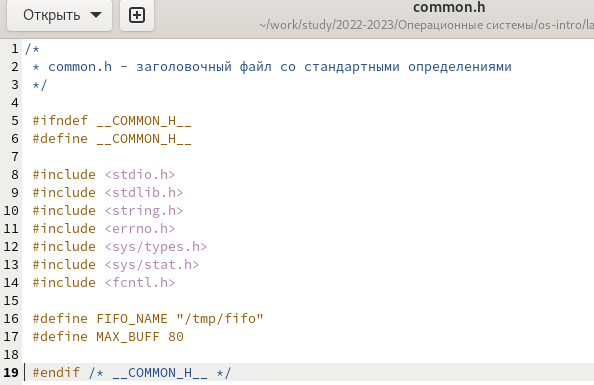 Открыть
common.h
~/work/study/2022-2023/Операционные системы/os-intro/la
1 /*
2  * common.h - заголовочный файл со стандартными определениями
3  */
4
5  #ifndef __COMMON_H__
6  #define __COMMON_H__
7
8  #include <stdio.h>
9  #include <stdlib.h>
10  #include <string.h>
11  #include <errno.h>
12  #include <sys/types.h>
13  #include <sys/stat.h>
14  #include <fcntl.h>
15
16  #define FIFO_NAME "/tmp/fifo"
17  #define MAX_BUFF 80
18
19  #endif /* __COMMON_H__ */